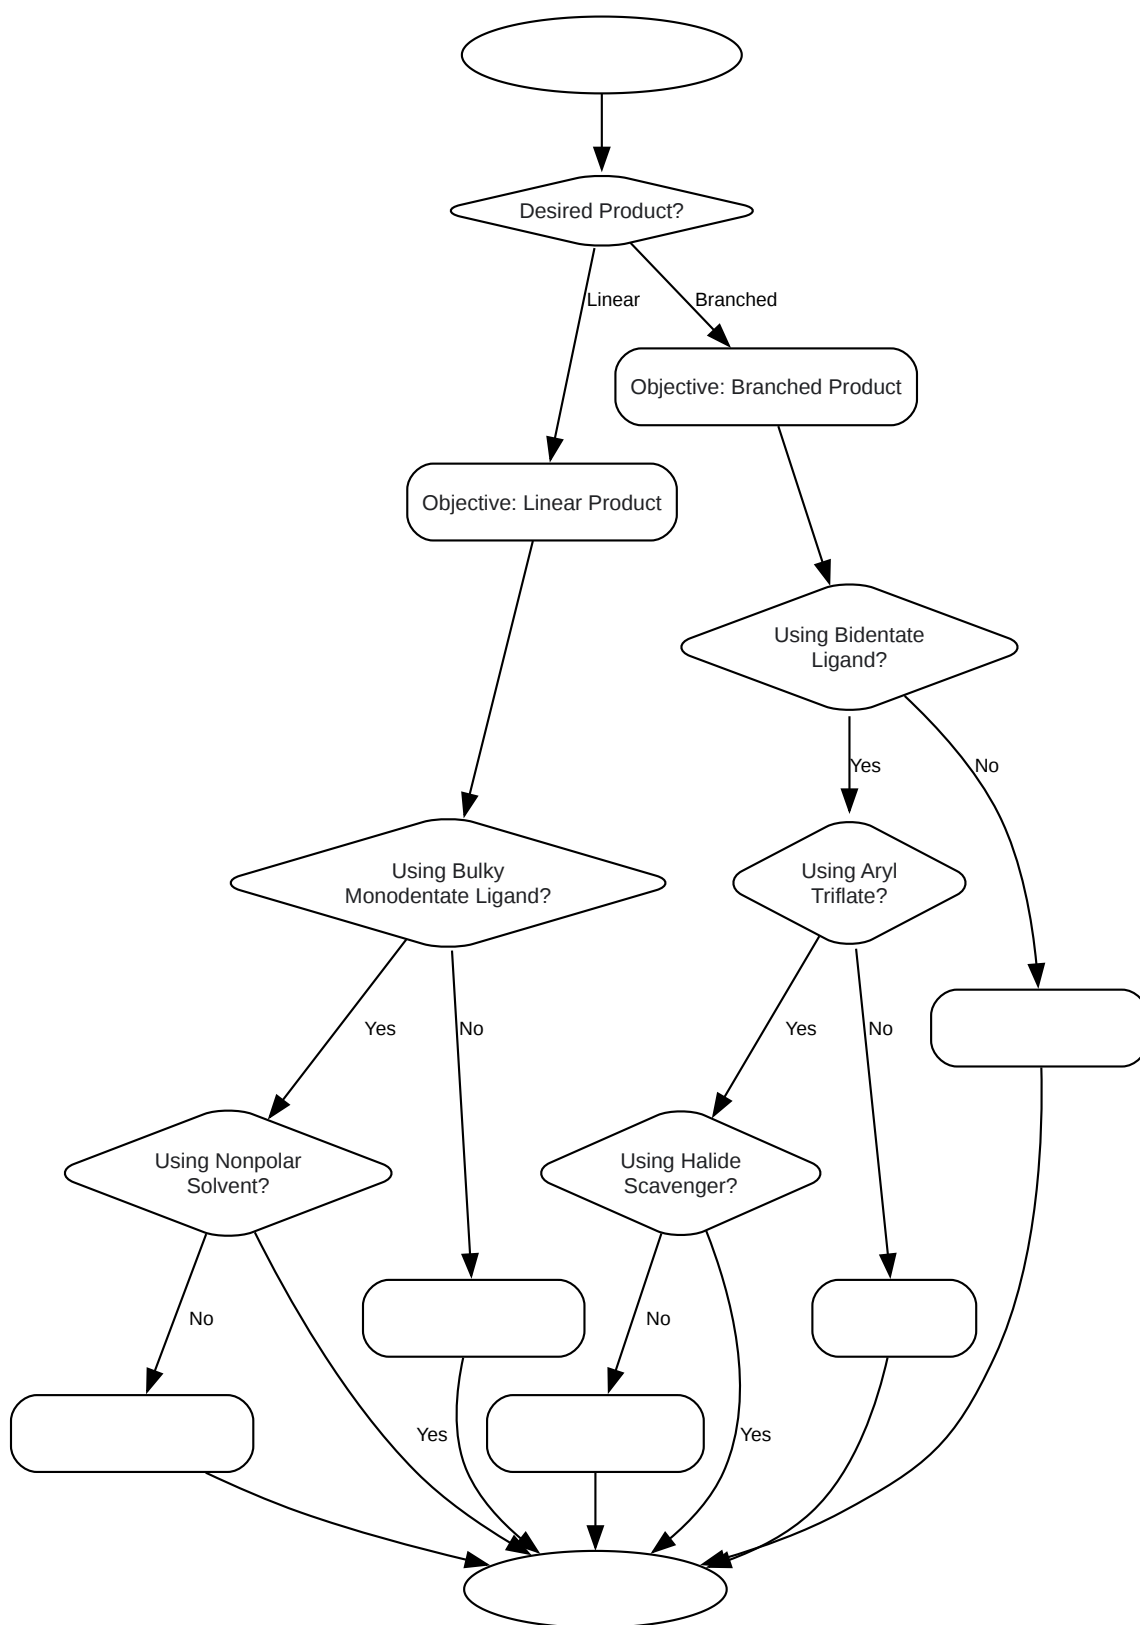 Desired Product?
Linear
Branched
Objective: Branched Product
Objective: Linear Product
Using Bidentate
Ligand?
Yes
No
Using Bulky
Monodentate Ligand?
Using Aryl
Triflate?
Yes
No
Yes
No
Using Nonpolar
Solvent?
Using Halide
Scavenger?
No
No
Yes
Yes